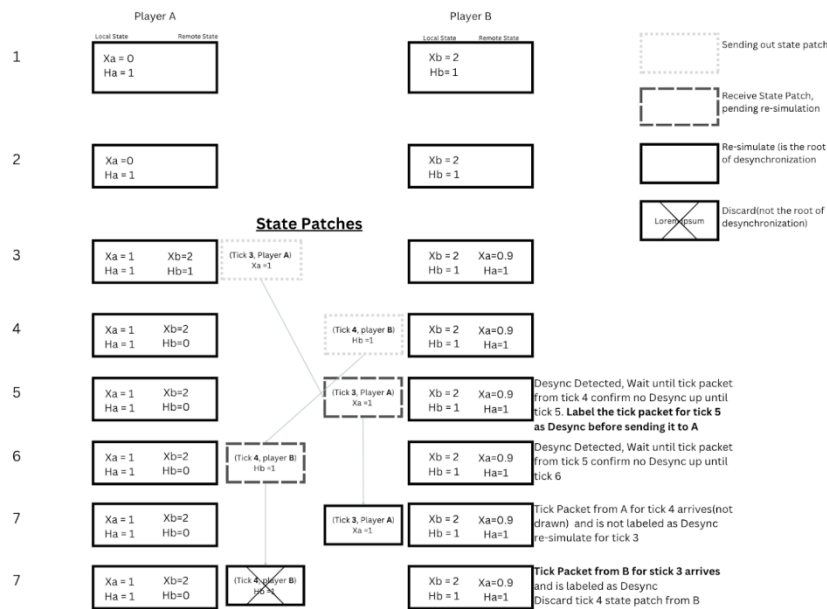 Player A
Player B
Local State Remote State
Local State Remote State
Sending out state patch
1
Xa = 0
Ha = 1
Xb = 2
Hb= 1
Receive State Patch,
pending re-simulation
2
Xa =0
Ha = 1
Xb = 2
Hb = 1
Re-simulate (is the root
of desynchronization
State Patches
Lorem ipsum
Discard(not the root of
desynchronization)
3
Xa = 1 Xb=2
Ha = 1 Hb=1
(Tick 3, Player A)
Xa =1
Xb = 2 Xa=0.9
Hb = 1 Ha=1
4
Xa = 1 Xb=2
Ha = 1 Hb=0
(Tick 4, player B)
Hb =1
Xb = 2 Xa=0.9
Hb = 1 Ha=1
5
Xa = 1 Xb=2
Ha = 1 Hb=0
(Tick 3, Player A)
Xa =1
Xb = 2 Xa=0.9
Hb = 1 Ha=1
Desync Detected, Wait until tick packet
from tick 4 confirm no Desync up until
tick 5. Label the tick packet for tick 5
as Desync before sending it to A
6
Xa = 1 Xb=2
Ha = 1 Hb=0
(Tick 4, player B)
Hb =1
Xb = 2 Xa=0.9
Hb = 1 Ha=1
Desync Detected, Wait until tick packet
from tick 5 confirm no Desync up until
tick 6
7
Xa = 1 Xb=2
Ha = 1 Hb=0
(Tick 3, Player A)
Xa =1
Xb = 2 Xa=0.9
Hb = 1 Ha=1
Tick Packet from A for tick 4 arrives(not
drawn) and is not labeled as Desync
re-simulate for tick 3
7
Xa = 1 Xb=2
Ha = 1 Hb=0
(Tick 4, player B)
Hb =1
Xb = 2 Xa=0.9
Hb = 1 Ha=1
Tick Packet from B for stick 3 arrives
and is labeled as Desync
Discard tick 4 state patch from B